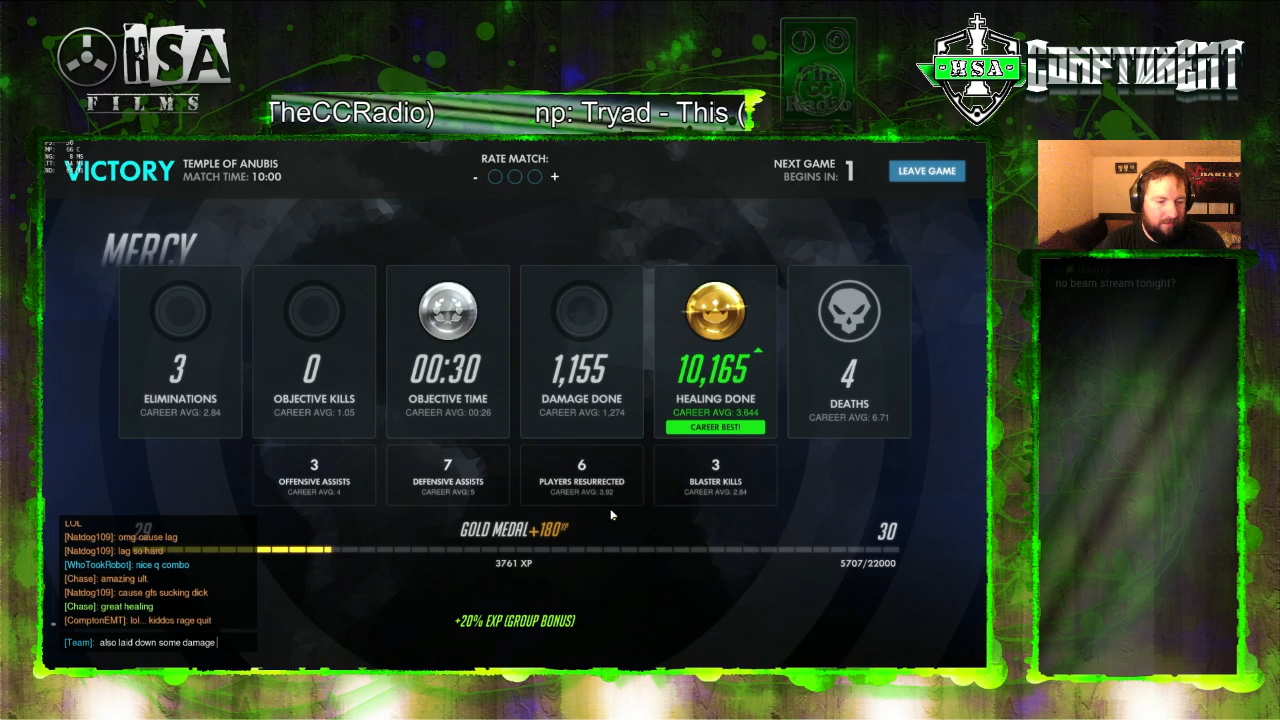 HSA
FILMS
The
CC
Radio
HSA
COMPTONEMT
TheCCRadio)
np: Tryad - This (
VICTORY
TEMPLE OF ANUBIS
MATCH TIME: 10:00
RATE MATCH:
- +
NEXT GAME
BEGINS IN: 1
LEAVE GAME
HARLEY
MERCY
no beam stream tonight?
3
ELIMINATIONS
CAREER AVG: 2.84
0
OBJECTIVE KILLS
CAREER AVG: 1.05
00:30
OBJECTIVE TIME
CAREER AVG: 00:26
1,155
DAMAGE DONE
CAREER AVG: 1,274
10,165
HEALING DONE
CAREER AVG: 3,644
CAREER BEST!
4
DEATHS
CAREER AVG: 6.71
3
OFFENSIVE ASSISTS
CAREER AVG: 4
7
DEFENSIVE ASSISTS
CAREER AVG: 5
6
PLAYERS RESURRECTED
CAREER AVG: 3.92
3
BLASTER KILLS
CAREER AVG: 2.84
29
GOLD MEDAL +180XP
30
3761 XP
5707/22000
+20% EXP (GROUP BONUS)
LOL
[Natdog109]: omg cause lag
[Natdog109]: lag so hard
[WhoTookRobot]: nice q combo
[Chase]: amazing ult.
[Natdog109]: cause gfs sucking dick
[Chase]: great healing
[ComptonEMT]: lol... kiddos rage quit
[Team]: also laid down some damage